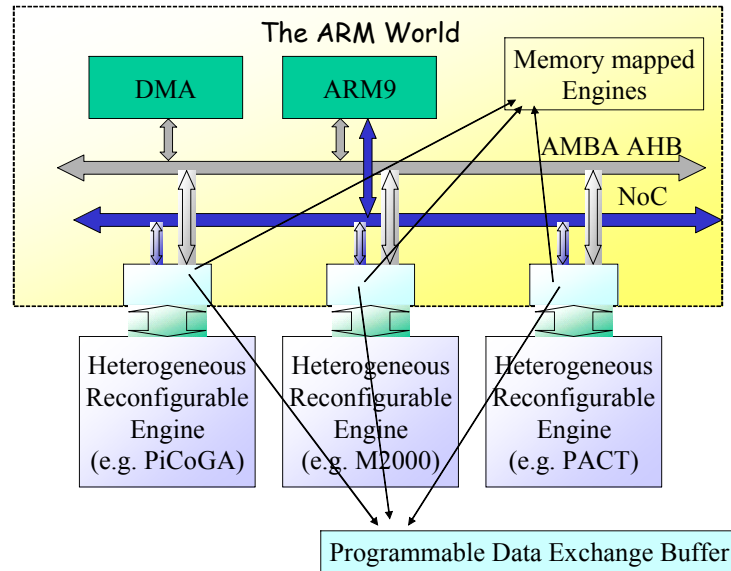 The ARM World
DMA
ARM9
Memory mapped
Engines
AMBA AHB
NoC
Heterogeneous
Reconfigurable
Engine
(e.g. PiCoGA)
Heterogeneous
Reconfigurable
Engine
(e.g. M2000)
Heterogeneous
Reconfigurable
Engine
(e.g. PACT)
Programmable Data Exchange Buffer